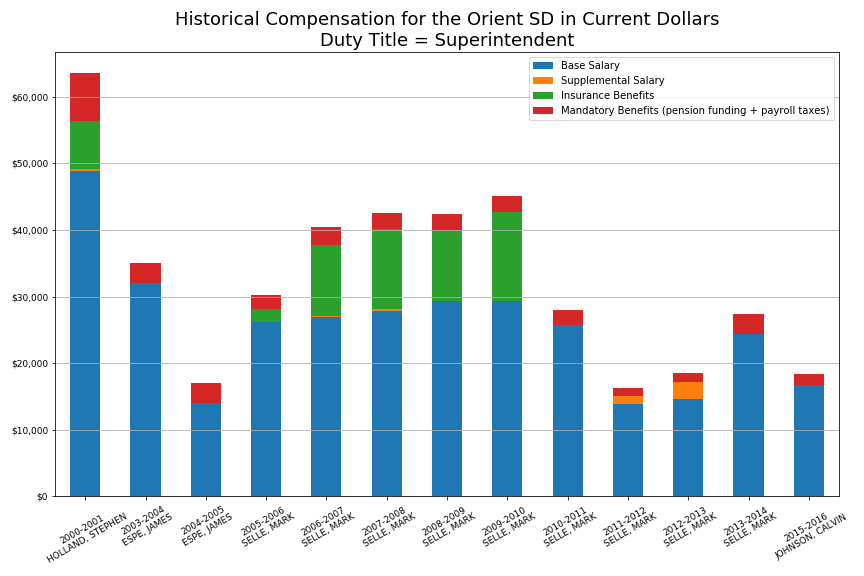 Historical Compensation for the Orient SD in Current Dollars
Duty Title = Superintendent
Base Salary
Supplemental Salary
Insurance Benefits
Mandatory Benefits (pension funding + payroll taxes)
$60,000
$50,000
$40,000
$30,000
$20,000
$10,000
$0
2000-2001
HOLLAND, STEPHEN
2003-2004
ESPE, JAMES
2004-2005
ESPE, JAMES
2005-2006
SELLE, MARK
2006-2007
SELLE, MARK
2007-2008
SELLE, MARK
2008-2009
SELLE, MARK
2009-2010
SELLE, MARK
2010-2011
SELLE, MARK
2011-2012
SELLE, MARK
2012-2013
SELLE, MARK
2013-2014
SELLE, MARK
2015-2016
JOHNSON, CALVIN